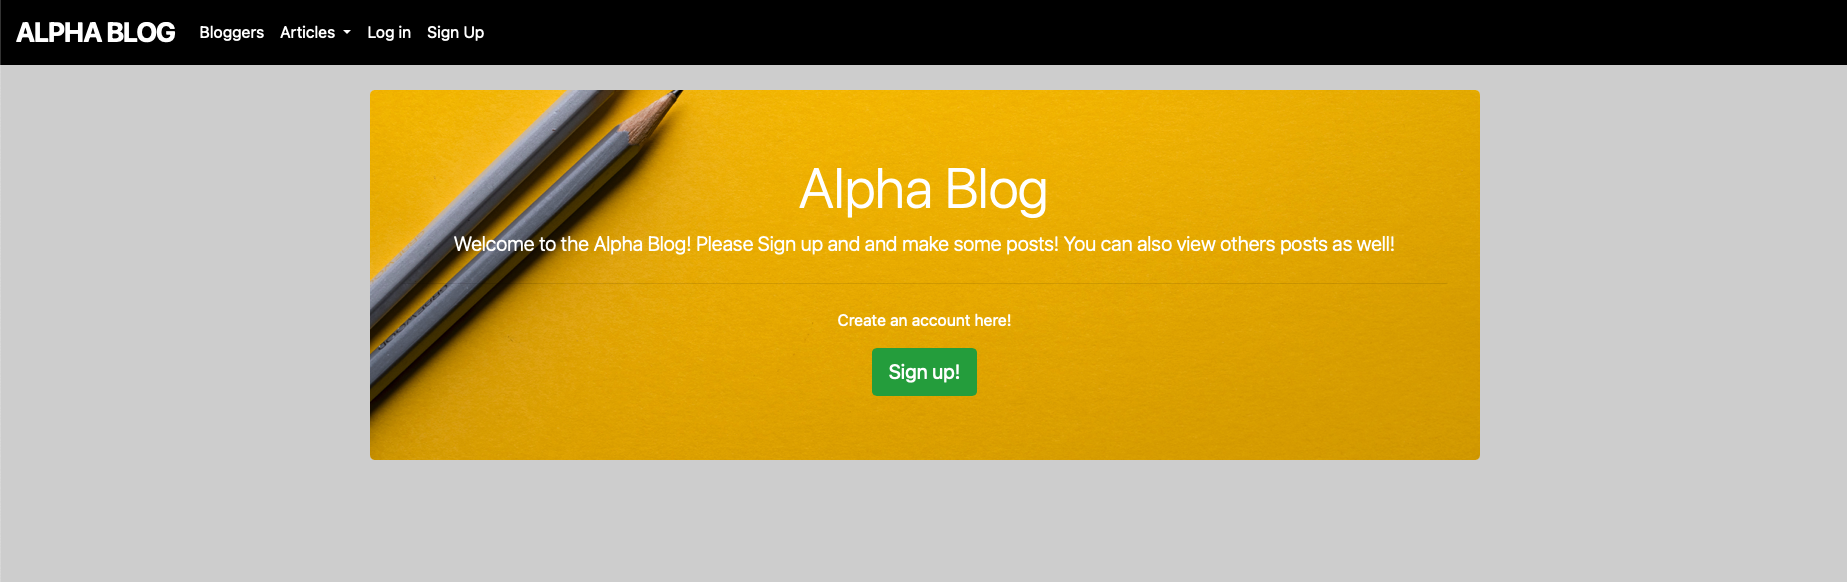 ALPHA BLOG Bloggers Articles Log in Sign Up
Alpha Blog
Welcome to the Alpha Blog! Please Sign up and and make some posts! You can also view others posts as well!
Create an account here!
Sign up!